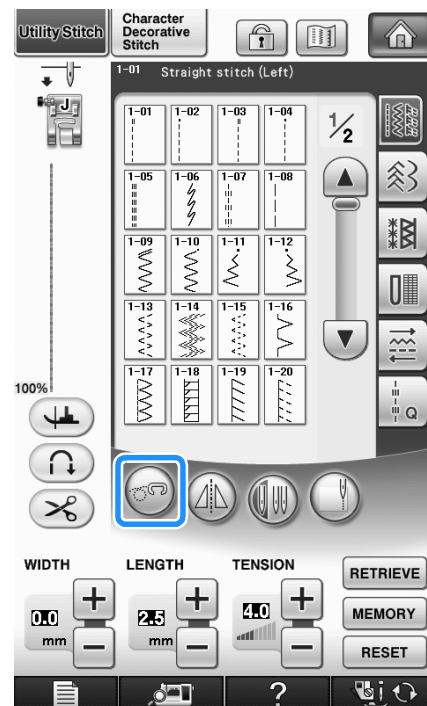 Utility Stitch
Character
Decorative
Stitch
1-01 Straight stitch (Left)
J
1-01 1-02 1-03 1-04
1/2
1-05 1-06 1-07 1-08
1-09 1-10 1-11 1-12
1-13 1-14 1-15 1-16
1-17 1-18 1-19 1-20
100%
Q
WIDTH LENGTH TENSION
0.0 2.5 4.0
mm mm
RETRIEVE
MEMORY
RESET
?